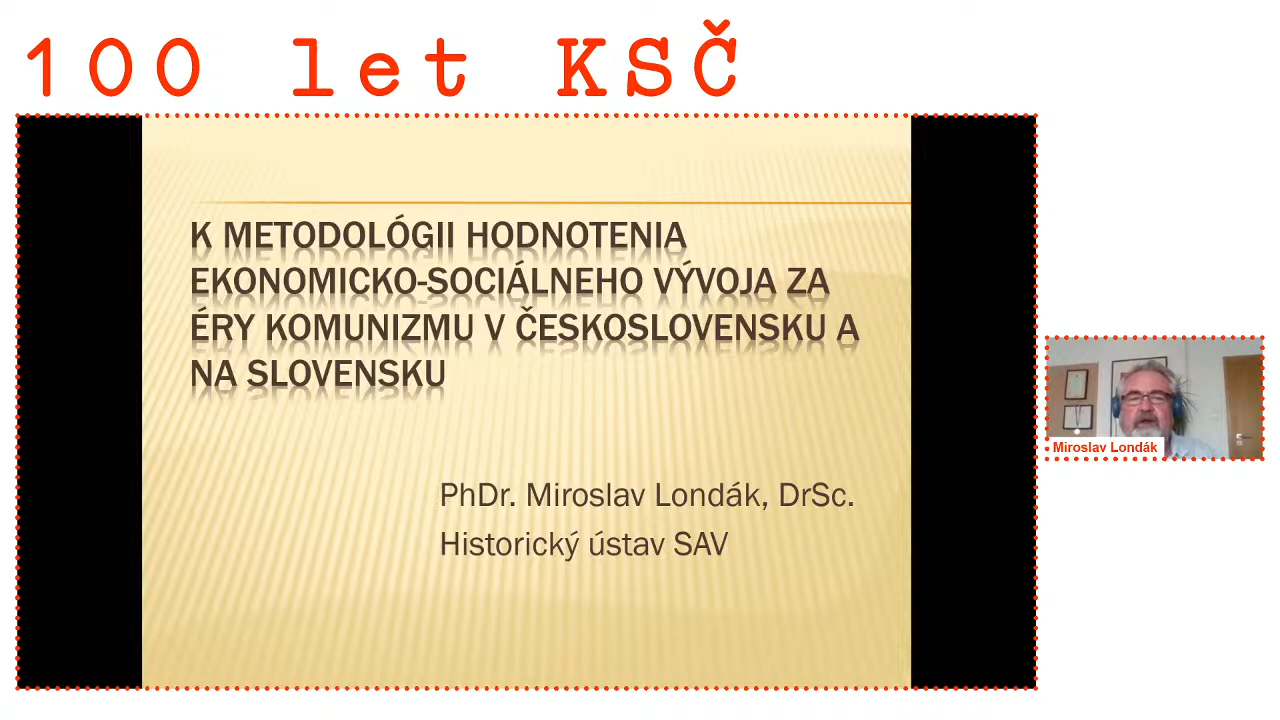 100 let KSČ
K METODOLÓGII HODNOTENIA
EKONOMICKO-SOCIÁLNEHO VÝVOJA ZA
ÉRY KOMUNIZMU V ČESKOSLOVENSKU A
NA SLOVENSKU
PhDr. Miroslav Londák, DrSc.
Historický ústav SAV
Miroslav Londák